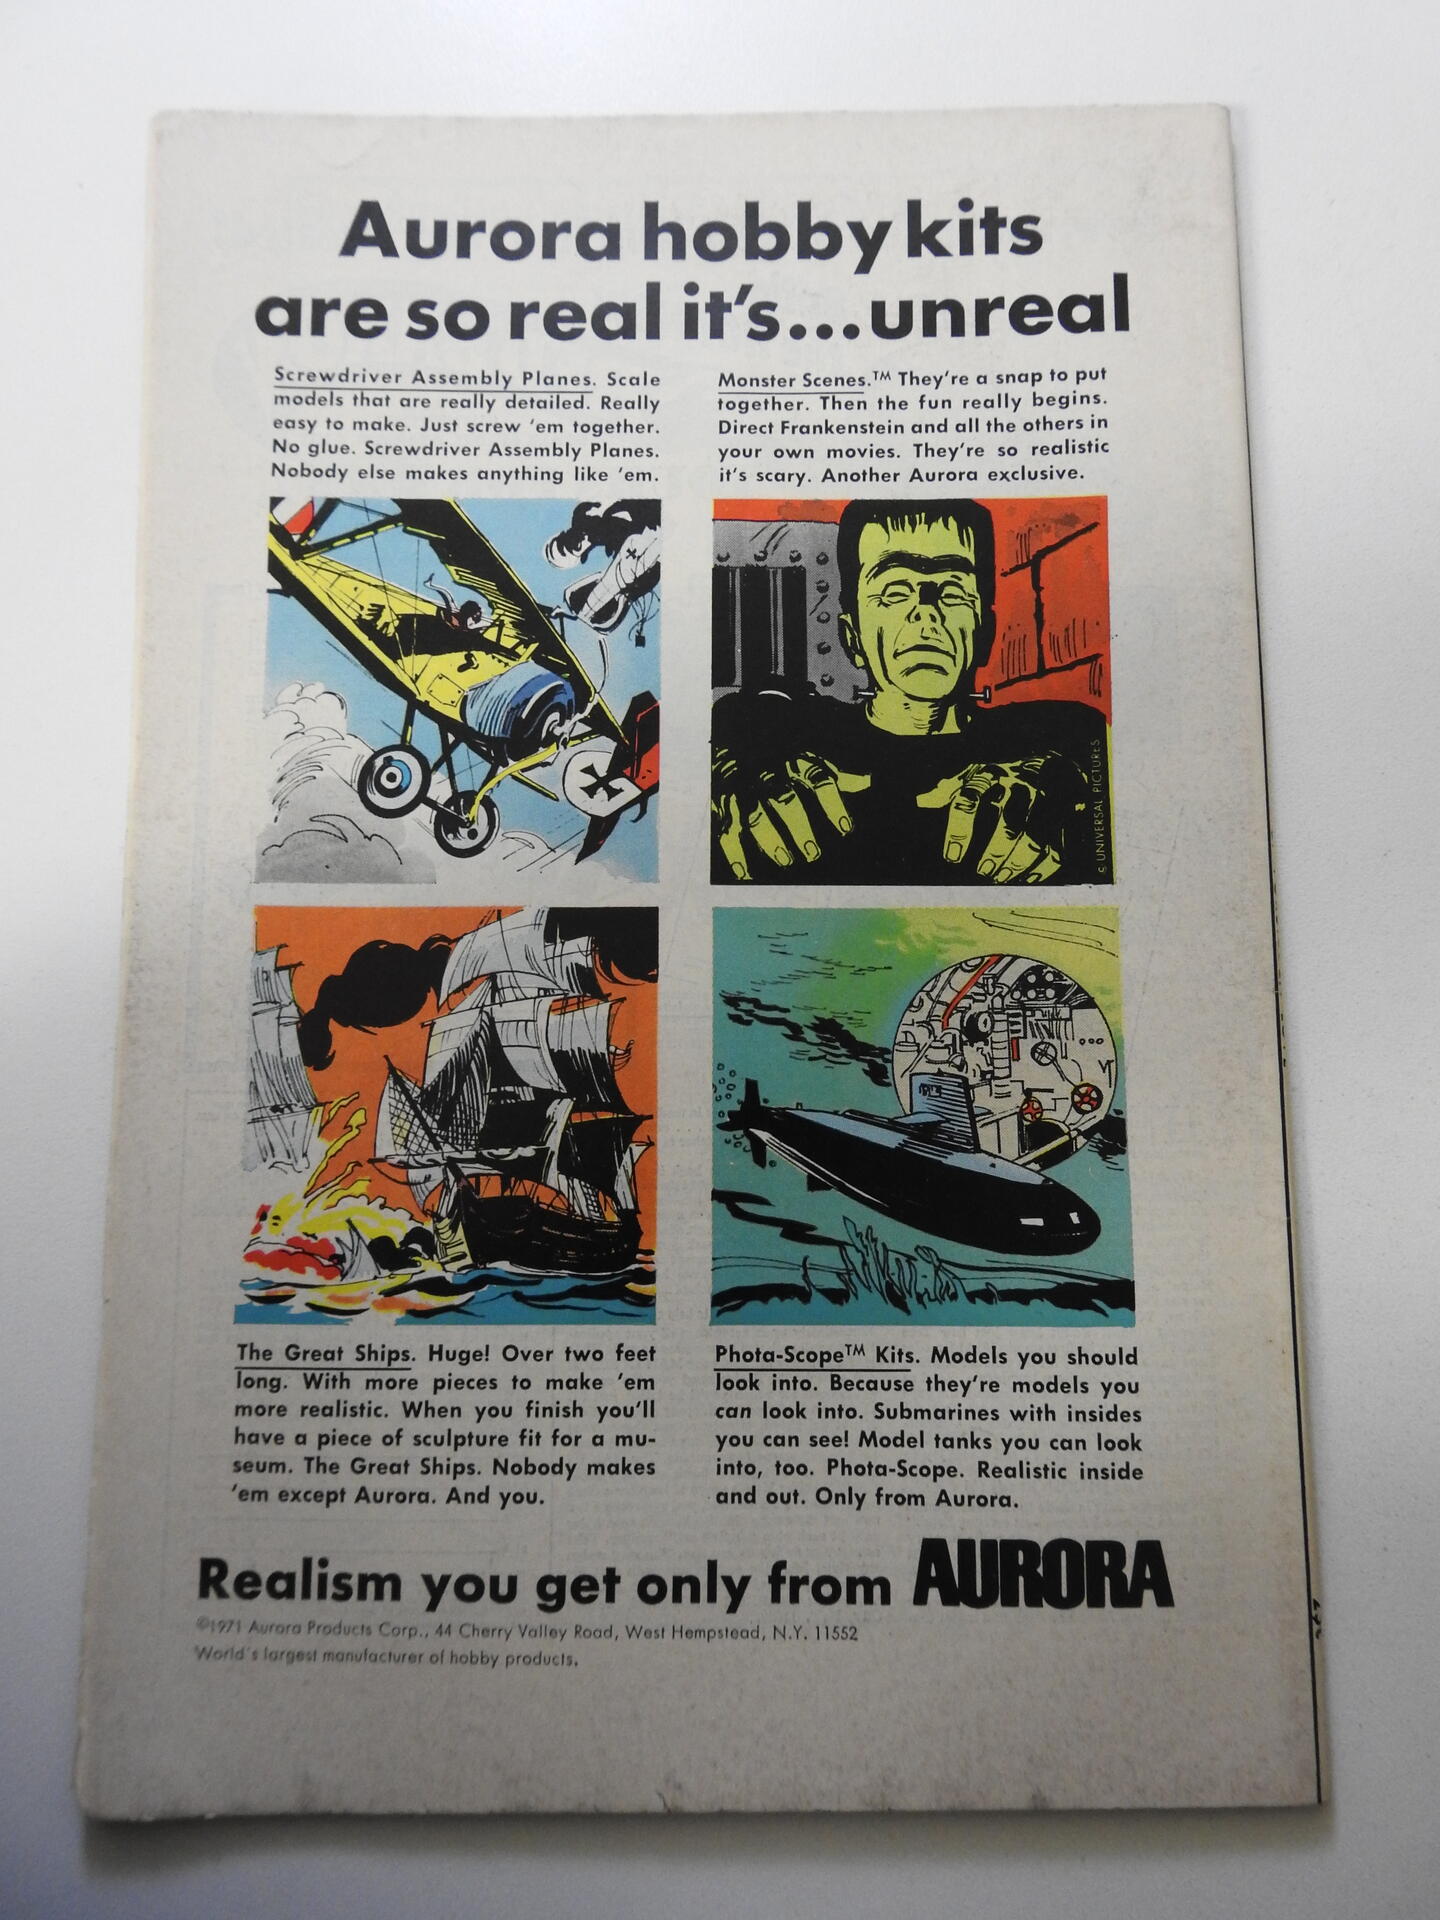 Aurora hobby kits
are so real it's...unreal
Screwdriver Assembly Planes. Scale
models that are really detailed. Really
easy to make. Just screw 'em together.
No glue. Screwdriver Assembly Planes.
Nobody else makes anything like 'em.
Monster Scenes.™ They're a snap to put
together. Then the fun really begins.
Direct Frankenstein and all the others in
your own movies. They're so realistic
it's scary. Another Aurora exclusive.
© UNIVERSAL PICTURES
The Great Ships. Huge! Over two feet
long. With more pieces to make 'em
more realistic. When you finish you'll
have a piece of sculpture fit for a mu-
seum. The Great Ships. Nobody makes
'em except Aurora. And you.
Phota-Scope™ Kits. Models you should
look into. Because they're models you
can look into. Submarines with insides
you can see! Model tanks you can look
into, too. Phota-Scope. Realistic inside
and out. Only from Aurora.
Realism you get only from AURORA
©1971 Aurora Products Corp., 44 Cherry Valley Road, West Hempstead, N.Y. 11552
World's largest manufacturer of hobby products.